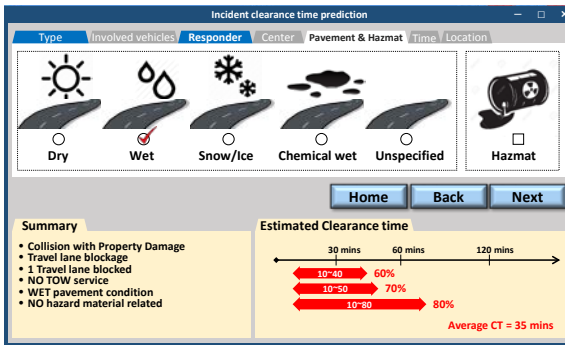 Incident clearance time prediction
Type Involved vehicles Responder Center Pavement & Hazmat Time Location
Dry Wet Snow/Ice Chemical wet Unspecified Hazmat
Home Back Next
Summary
• Collision with Property Damage
• Travel lane blockage
• 1 Travel lane blocked
• NO TOW service
• WET pavement condition
• NO hazard material related
Estimated Clearance time
30 mins 60 mins 120 mins
10~40 60%
10~50 70%
10~80 80%
Average CT = 35 mins